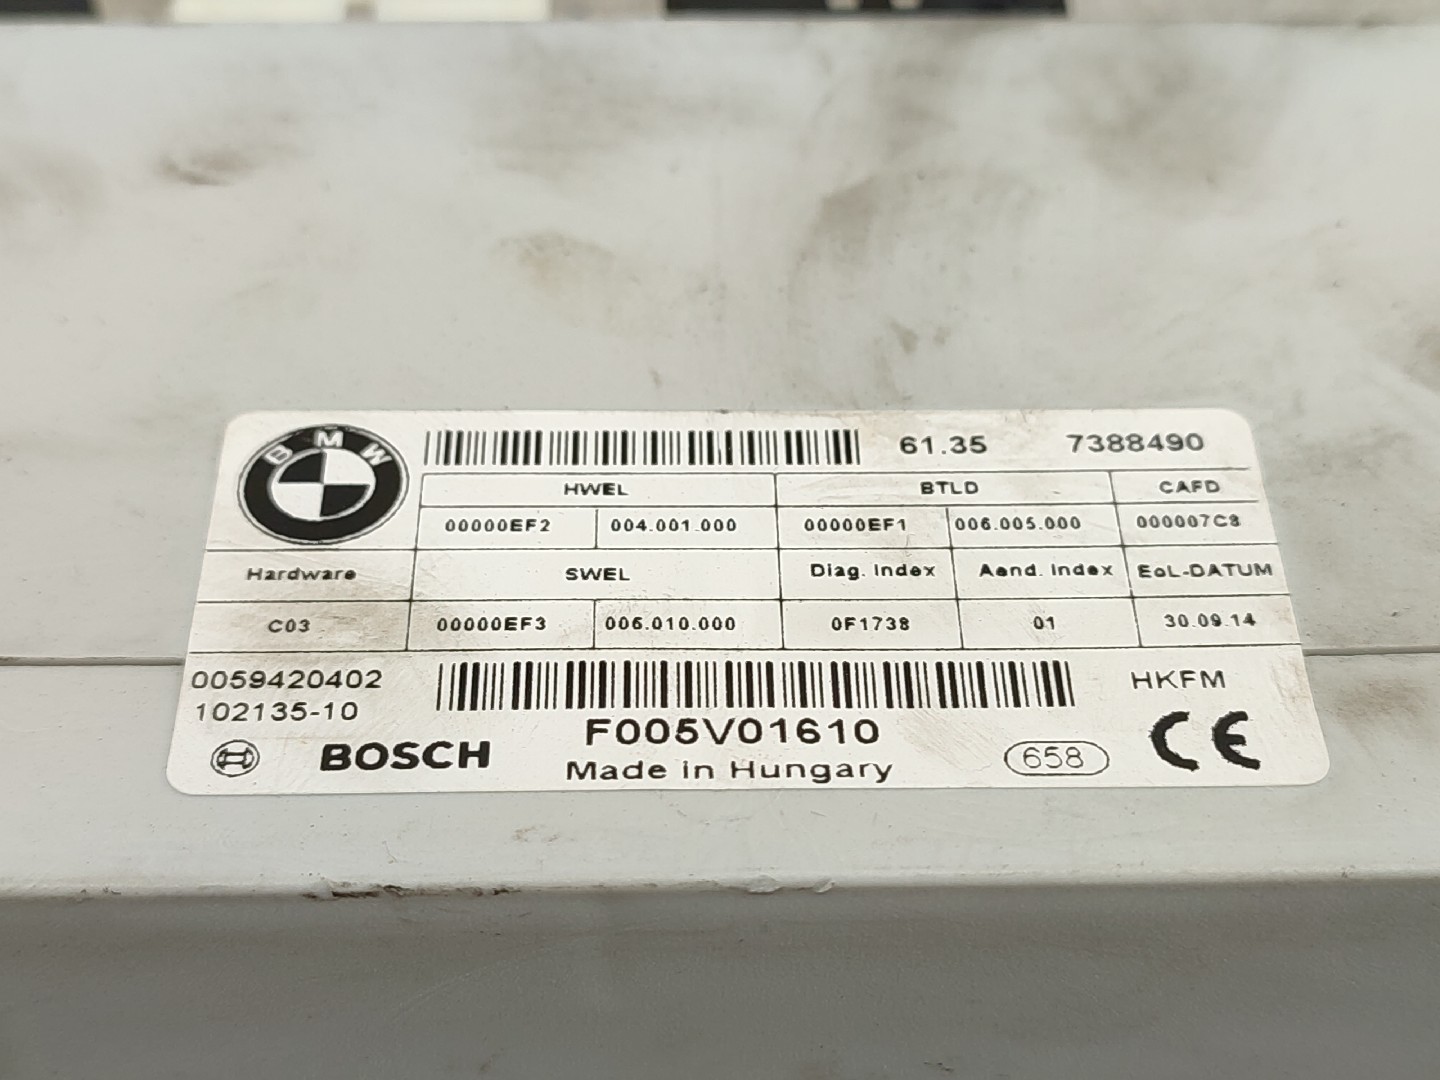 BMW
61.35 7388490
HWEL BTLD CAFD
00000EF2 004.001.000 00000EF1 006.005.000 000007C8
Hardware SWEL Diag. Index Aend. Index EoL-DATUM
C03 00000EF3 006.010.000 0F1738 01 30.09.14
0059420402 HKFM
102135-10
F005V01610
BOSCH Made in Hungary 658 CE